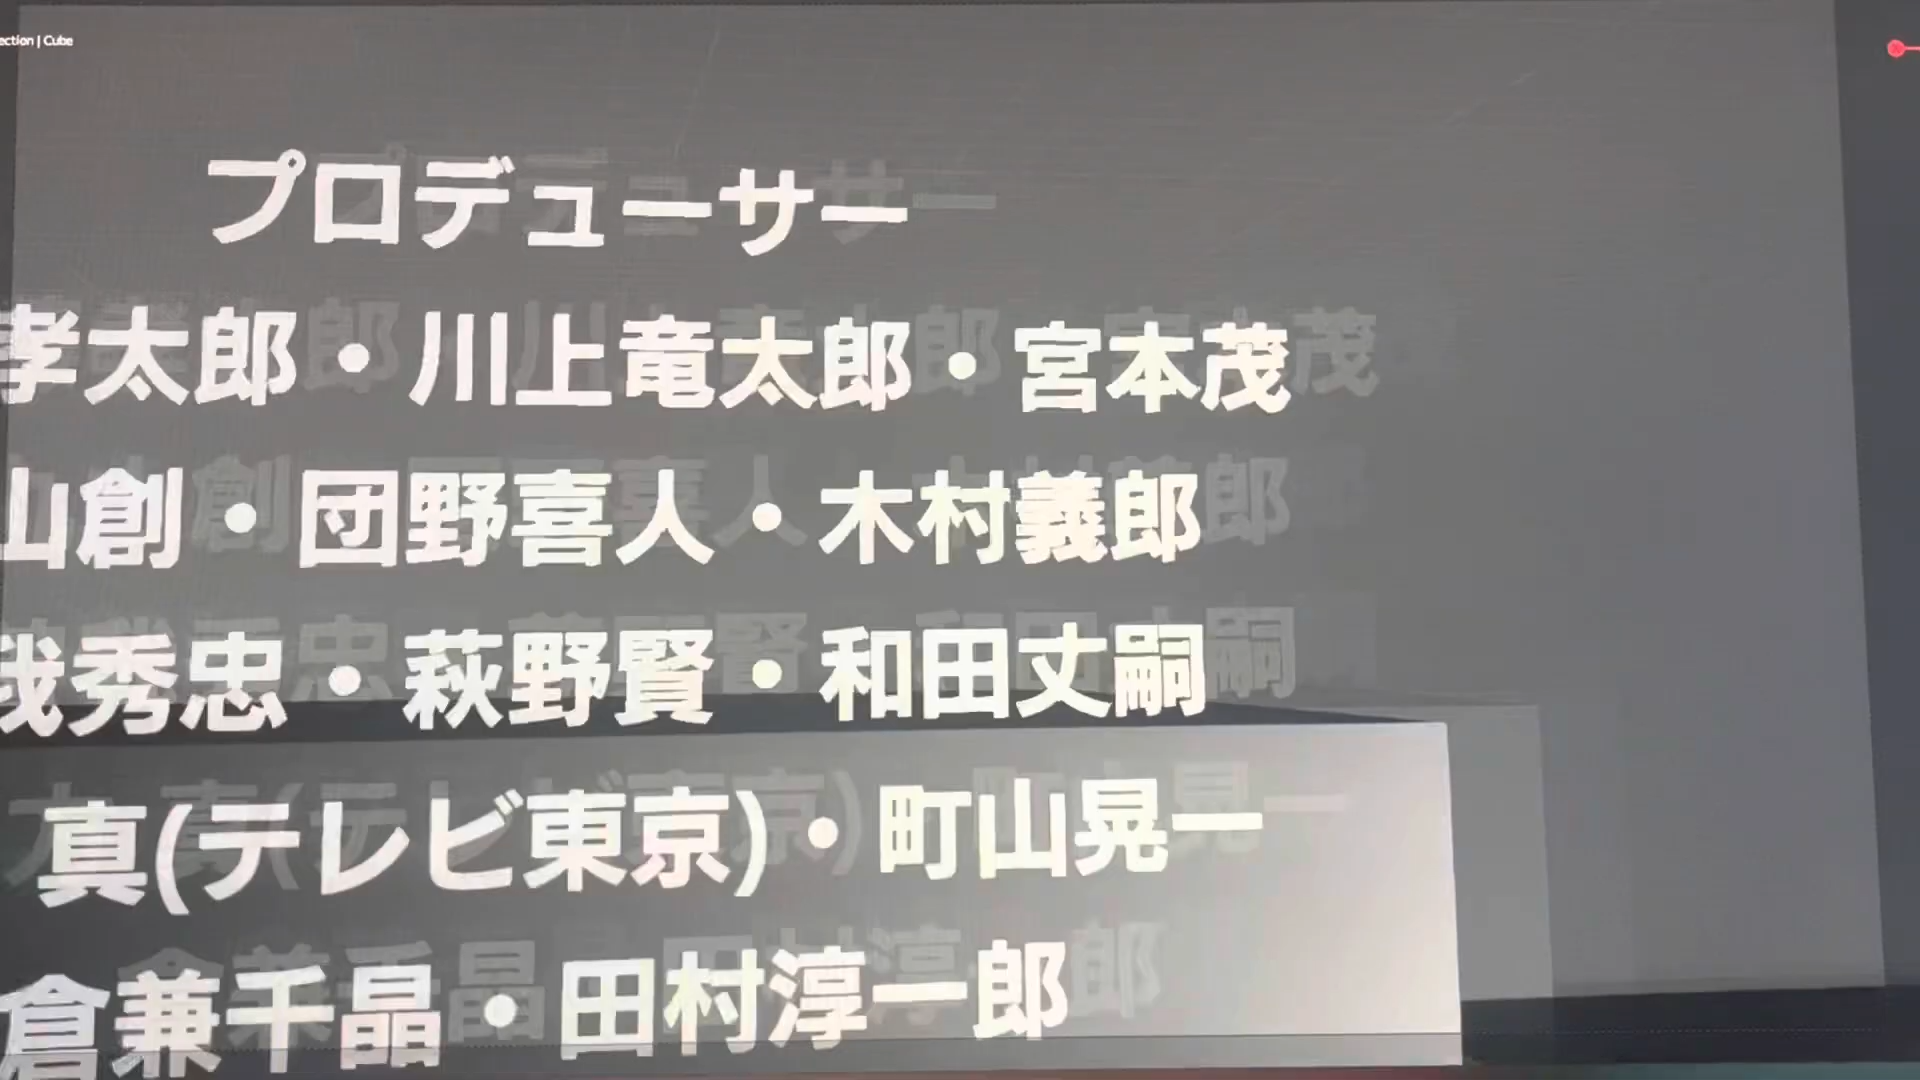 ection | Cube
プロデューサー
孝太郎・川上竜太郎・宮本茂
山創・団野喜人・木村義郎
我秀忠・萩野賢・和田丈嗣
真(テレビ東京)・町山晃一
倉兼千晶・田村淳一郎